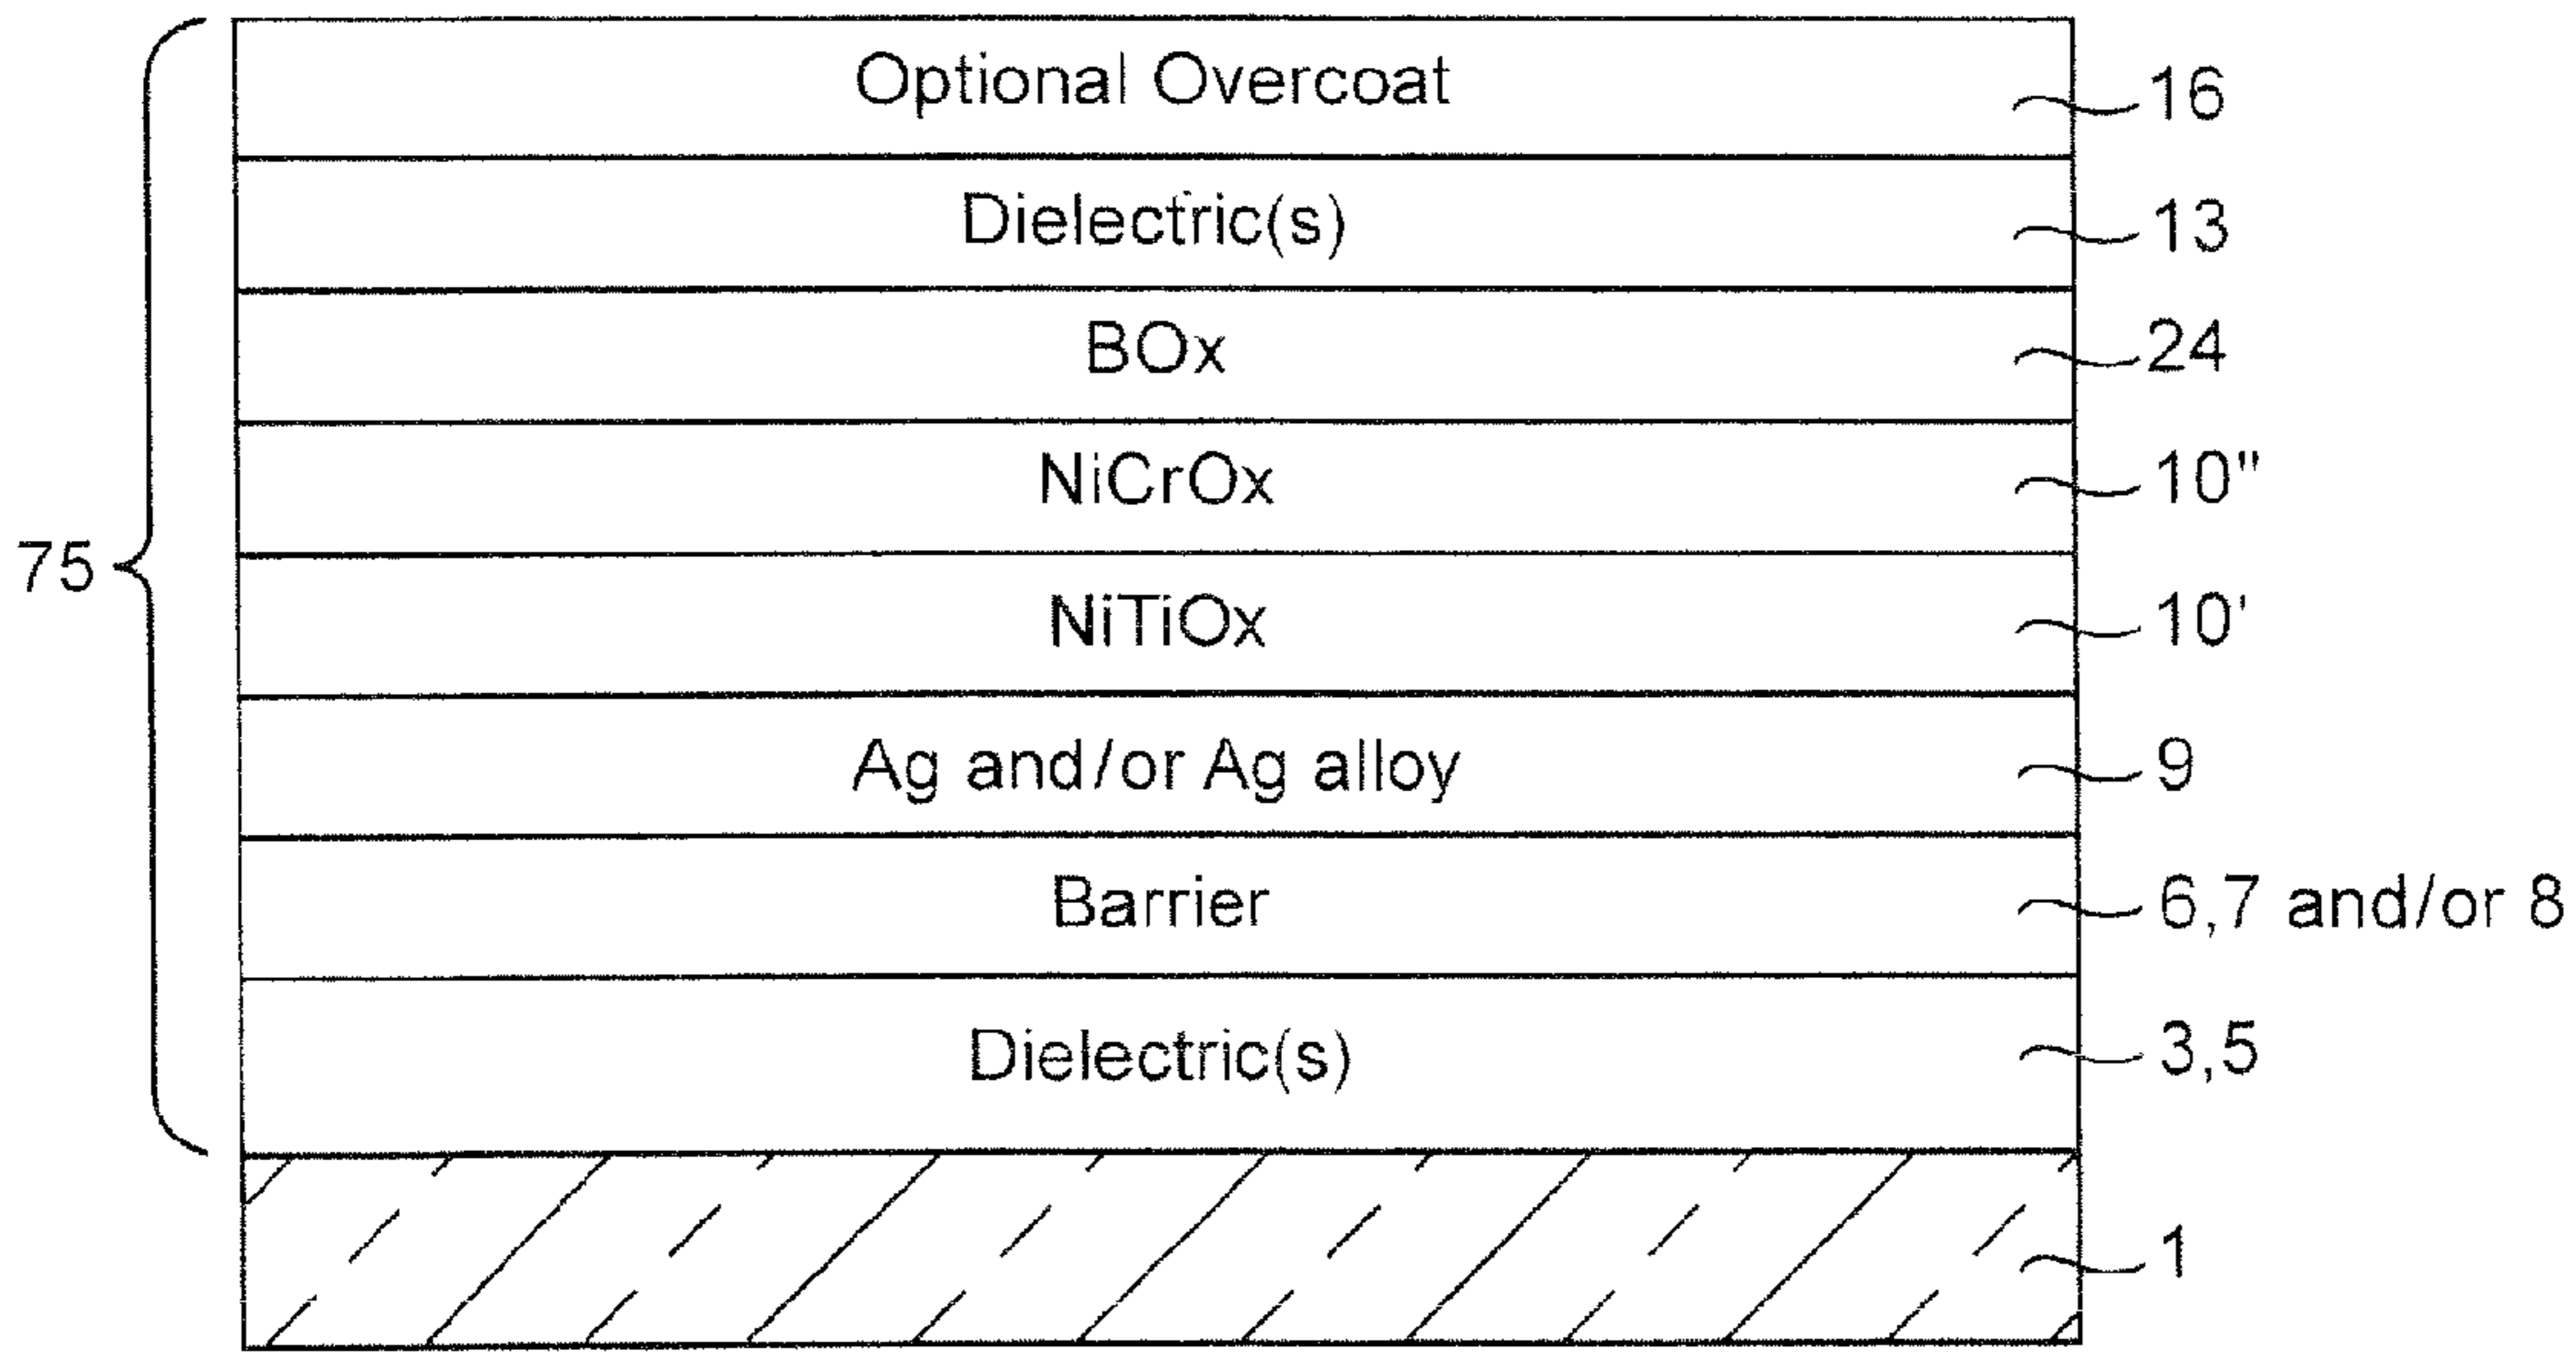 Optional Overcoat 16
Dielectric(s) 13
BOx 24
NiCrOx 10"
75
NiTiOx 10'
Ag and/or Ag alloy 9
Barrier 6,7 and/or 8
Dielectric(s) 3,5
1